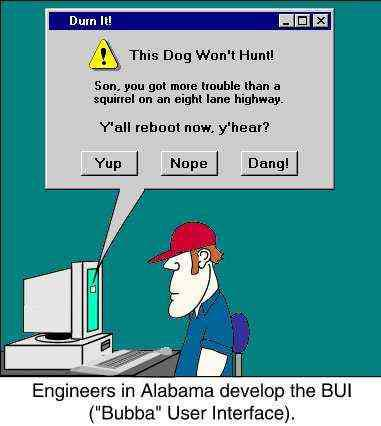 Durn It!
This Dog Won't Hunt!
Son, you got more trouble than a
squirrel on an eight lane highway.
Y'all reboot now, y'hear?
Yup Nope Dang!
Engineers in Alabama develop the BUI
("Bubba" User Interface).